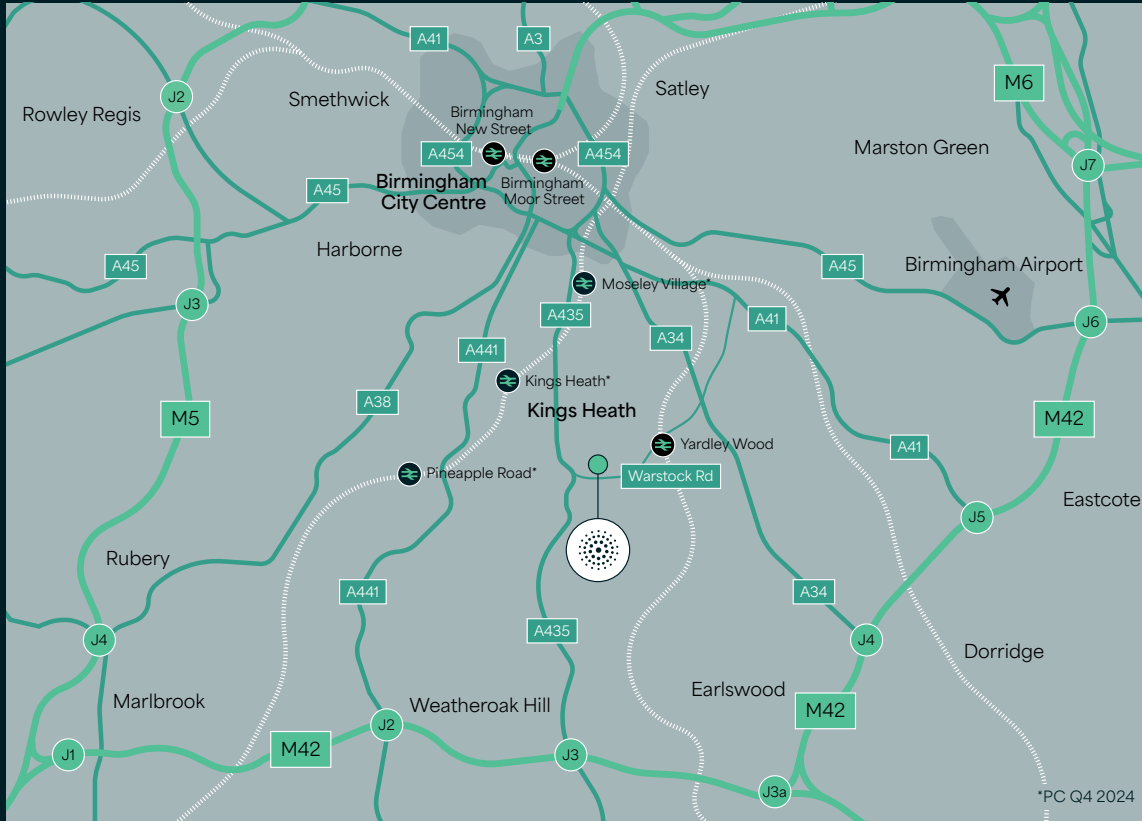 A41
A3
M6
J2
Smethwick
Satley
Rowley Regis
Birmingham
New Street
A454
A454
Marston Green
J7
Birmingham
City Centre
Birmingham
Moor Street
A45
Harborne
A45
A45
Birmingham Airport
J3
Moseley Village*
A435
A41
J6
A34
A441
Kings Heath*
A38
Kings Heath
M5
M42
Yardley Wood
A41
Pineapple Road*
Warstock Rd
Eastcote
J5
Rubery
A441
A34
A435
J4
J4
Dorridge
Earlswood
Marlbrook
Weatheroak Hill
M42
J2
M42
J1
J3
J3a
*PC Q4 2024